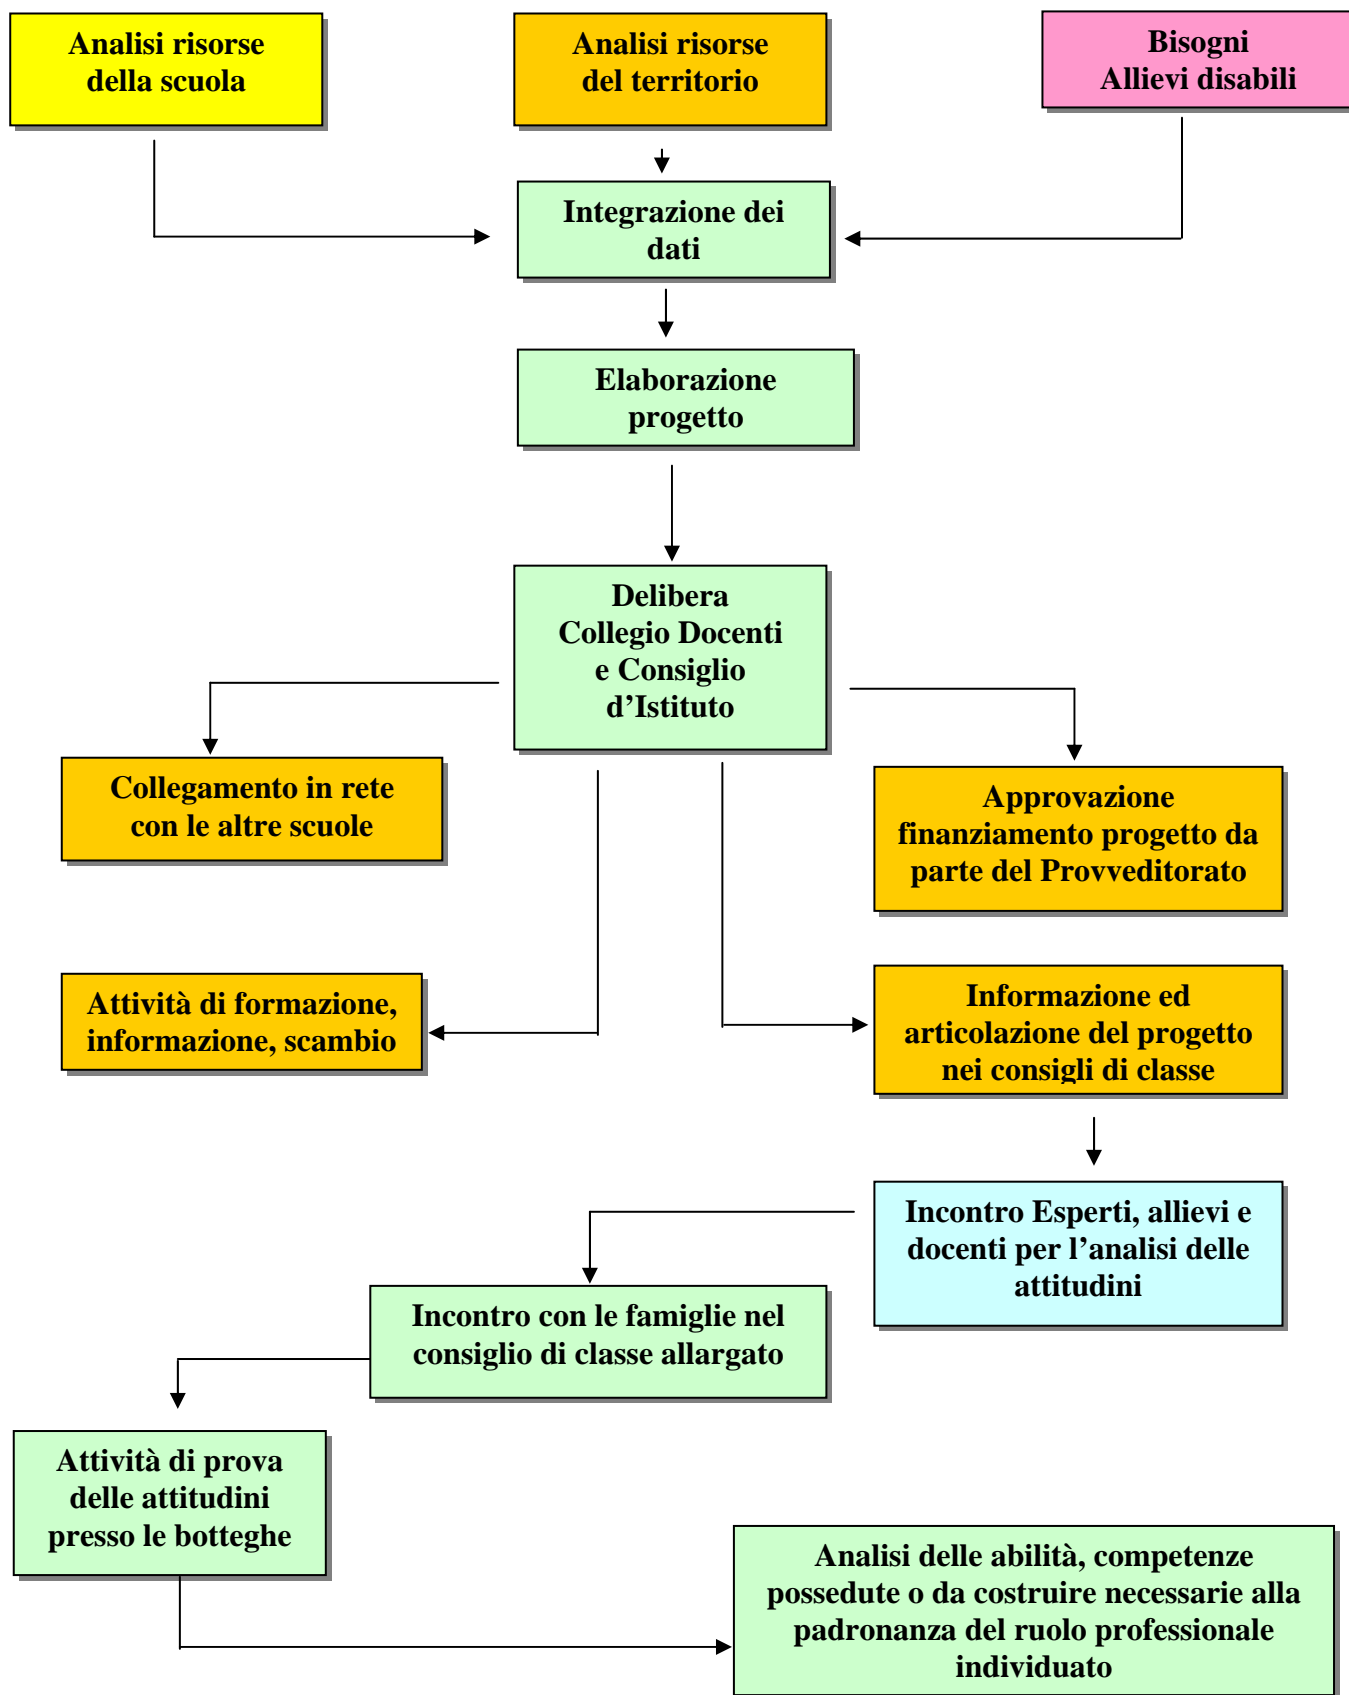 Analisi risorse
della scuola
Analisi risorse
del territorio
Bisogni
Allievi disabili
Integrazione dei
dati
Elaborazione
progetto
Delibera
Collegio Docenti
e Consiglio
d’Istituto
Collegamento in rete
con le altre scuole
Approvazione
finanziamento progetto da
parte del Provveditorato
Attività di formazione,
informazione, scambio
Informazione ed
articolazione del progetto
nei consigli di classe
Incontro Esperti, allievi e
docenti per l’analisi delle
attitudini
Incontro con le famiglie nel
consiglio di classe allargato
Attività di prova
delle attitudini
presso le botteghe
Analisi delle abilità, competenze
possedute o da costruire necessarie alla
padronanza del ruolo professionale
individuato